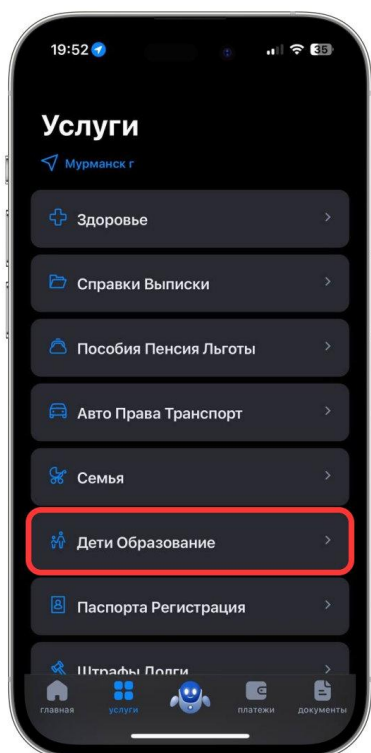 19:52
35
Услуги
Мурманск г
Здоровье
Справки Выписки
Пособия Пенсия Льготы
Авто Права Транспорт
Семья
Дети Образование
Паспорта Регистрация
Штрафы Долги
главная услуги платежи документы